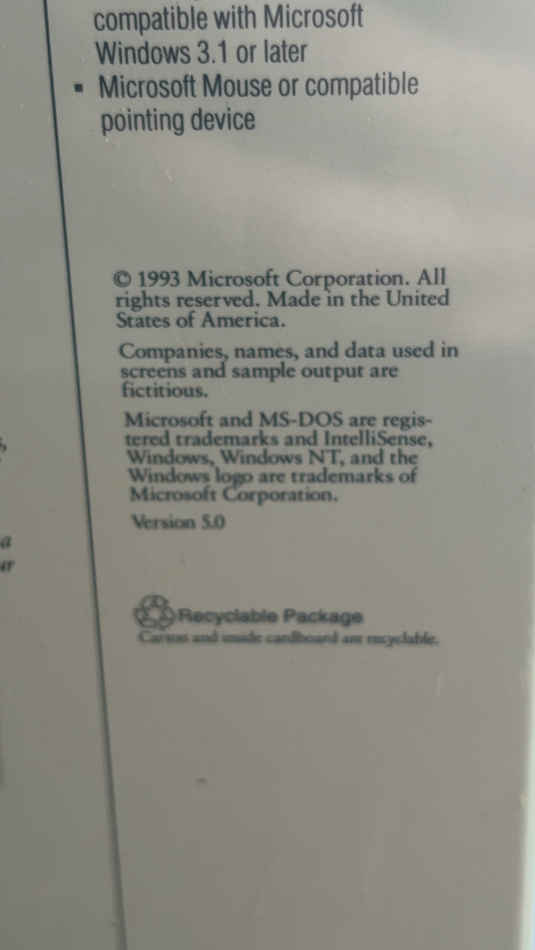 compatible with Microsoft
Windows 3.1 or later
▪ Microsoft Mouse or compatible
pointing device
© 1993 Microsoft Corporation. All
rights reserved. Made in the United
States of America.
Companies, names, and data used in
screens and sample output are
fictitious.
Microsoft and MS-DOS are regis-
tered trademarks and IntelliSense,
Windows, Windows NT, and the
Windows logo are trademarks of
Microsoft Corporation.
Version 5.0
a
ur
Recyclable Package
Carton and inside cardboard are recyclable.